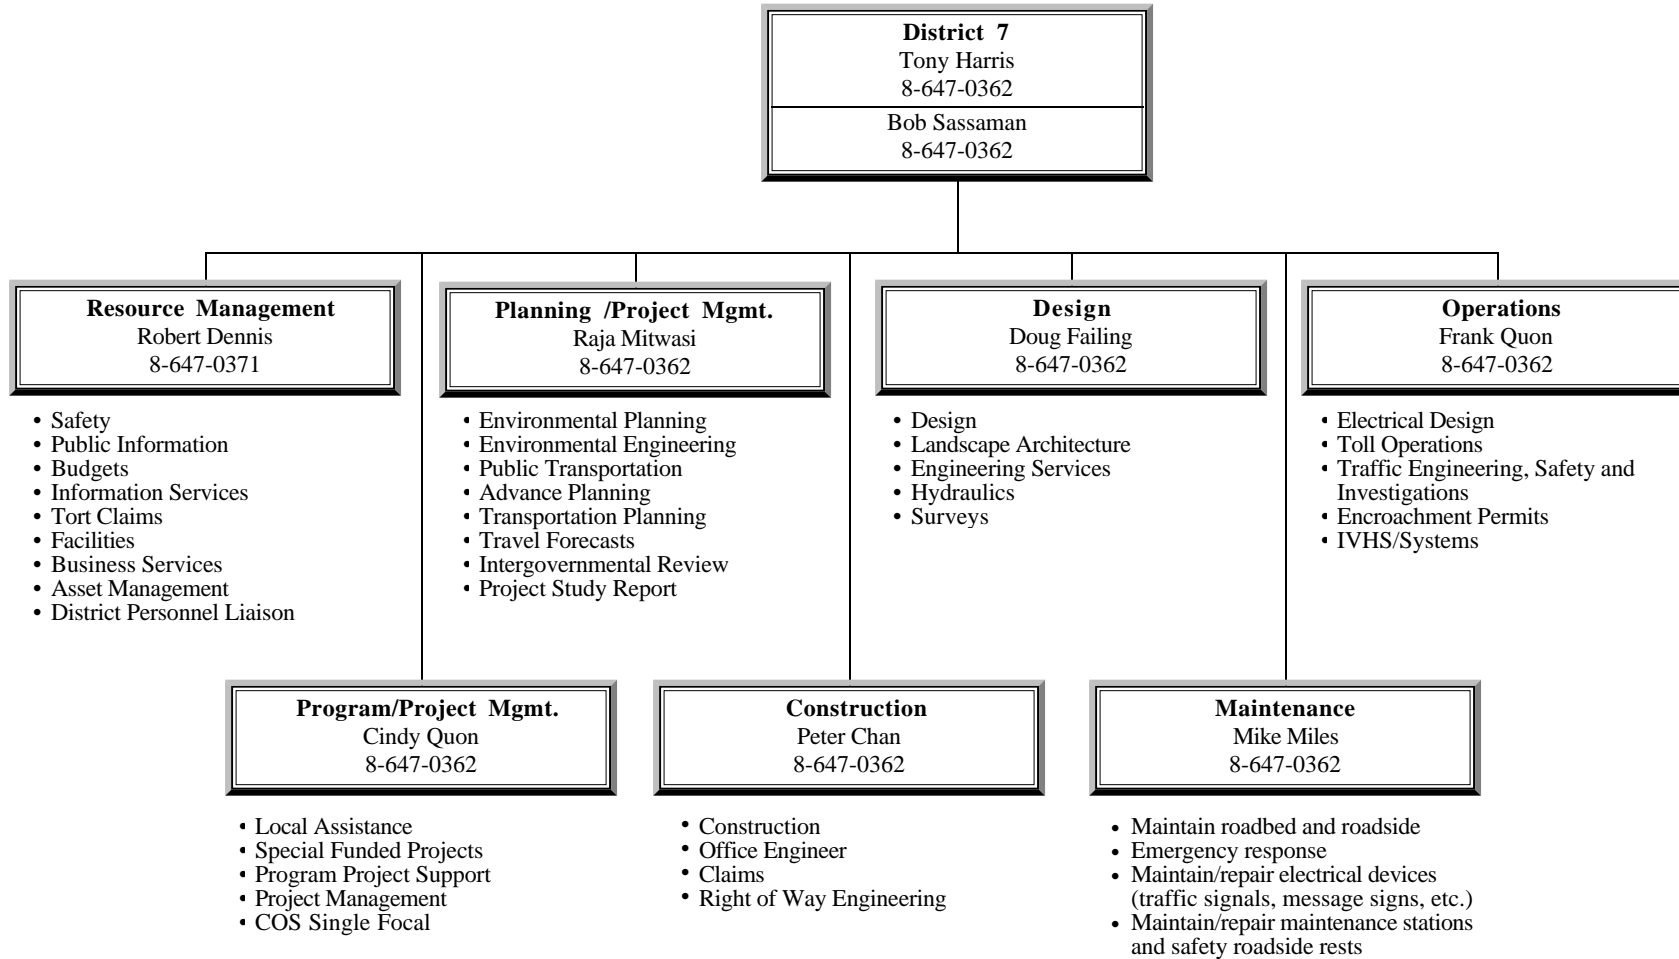 District 7
Tony Harris
8-647-0362
Bob Sassaman
8-647-0362
Resource Management
Robert Dennis
8-647-0371
• Safety
• Public Information
• Budgets
• Information Services
• Tort Claims
• Facilities
• Business Services
• Asset Management
• District Personnel Liaison
Planning /Project Mgmt.
Raja Mitwasi
8-647-0362
• Environmental Planning
• Environmental Engineering
• Public Transportation
• Advance Planning
• Transportation Planning
• Travel Forecasts
• Intergovernmental Review
• Project Study Report
Design
Doug Failing
8-647-0362
• Design
• Landscape Architecture
• Engineering Services
• Hydraulics
• Surveys
Operations
Frank Quon
8-647-0362
• Electrical Design
• Toll Operations
• Traffic Engineering, Safety and
Investigations
• Encroachment Permits
• IVHS/Systems
Program/Project Mgmt.
Cindy Quon
8-647-0362
• Local Assistance
• Special Funded Projects
• Program Project Support
• Project Management
• COS Single Focal
Construction
Peter Chan
8-647-0362
• Construction
• Office Engineer
• Claims
• Right of Way Engineering
Maintenance
Mike Miles
8-647-0362
• Maintain roadbed and roadside
• Emergency response
• Maintain/repair electrical devices
(traffic signals, message signs, etc.)
• Maintain/repair maintenance stations
and safety roadside rests